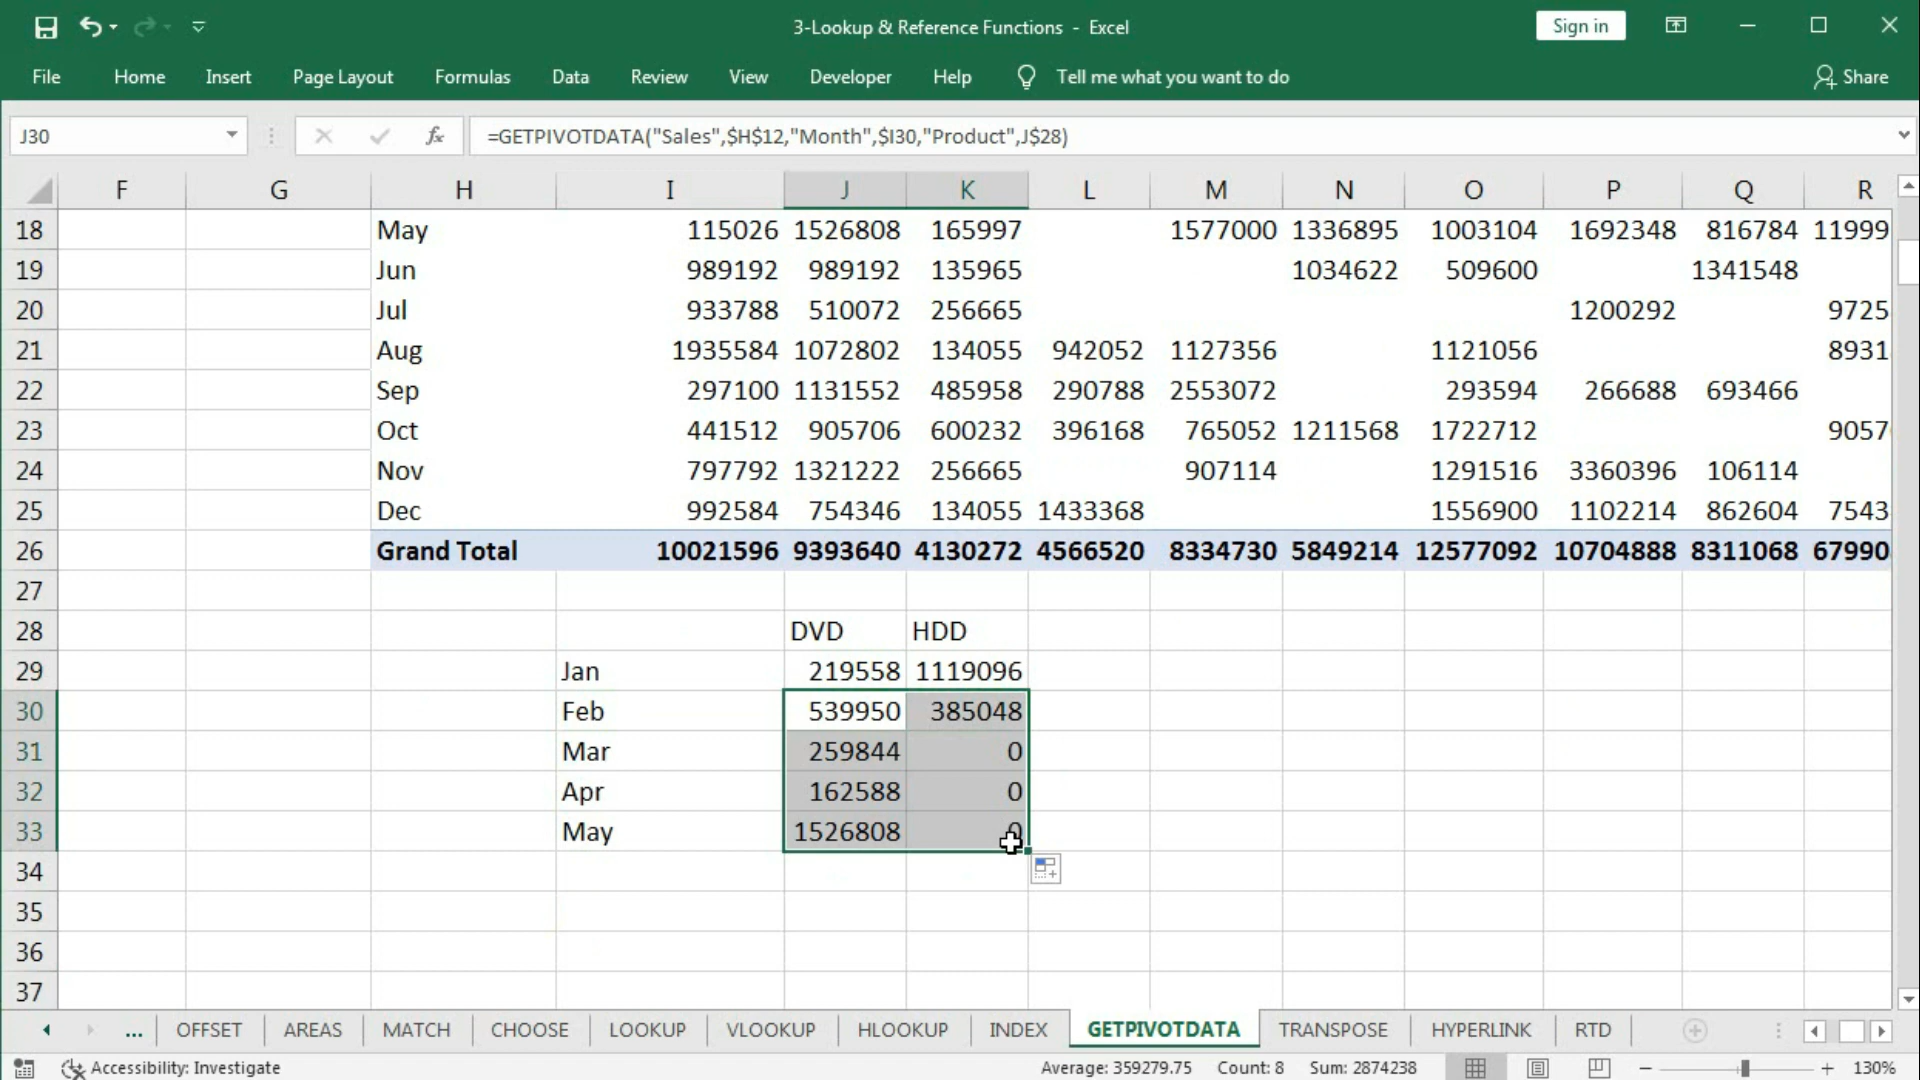 3-Lookup & Reference Functions - Excel
Sign in
File Home Insert Page Layout Formulas Data Review View Developer Help Tell me what you want to do Share
J30 fx =GETPIVOTDATA("Sales",$H$12,"Month",$I30,"Product",J$28)
F G H I J K L M N O P Q R
18 May 115026 1526808 165997 1577000 1336895 1003104 1692348 816784 11999
19 Jun 989192 989192 135965 1034622 509600 1341548
20 Jul 933788 510072 256665 1200292 9725
21 Aug 1935584 1072802 134055 942052 1127356 1121056 8931
22 Sep 297100 1131552 485958 290788 2553072 293594 266688 693466
23 Oct 441512 905706 600232 396168 765052 1211568 1722712 9057
24 Nov 797792 1321222 256665 907114 1291516 3360396 106114
25 Dec 992584 754346 134055 1433368 1556900 1102214 862604 7543
26 Grand Total 10021596 9393640 4130272 4566520 8334730 5849214 12577092 10704888 8311068 67990
27
28 DVD HDD
29 Jan 219558 1119096
30 Feb 539950 385048
31 Mar 259844 0
32 Apr 162588 0
33 May 1526808 0
34
35
36
37
... OFFSET AREAS MATCH CHOOSE LOOKUP VLOOKUP HLOOKUP INDEX GETPIVOTDATA TRANSPOSE HYPERLINK RTD
Accessibility: Investigate Average: 359279.75 Count: 8 Sum: 2874238 130%